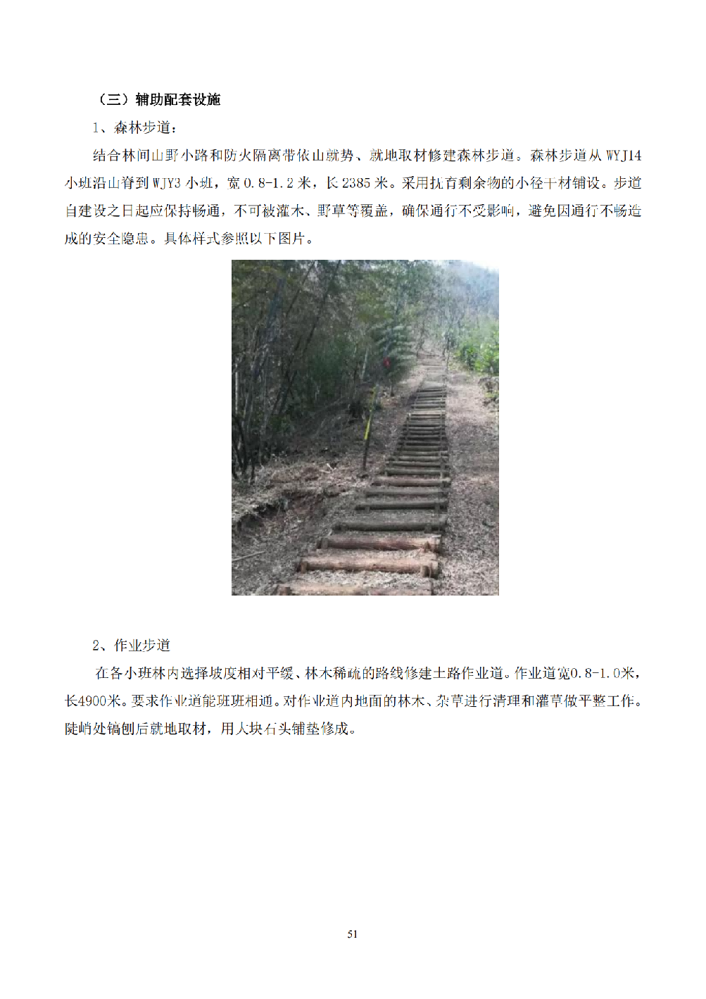 （三）辅助配套设施
1、森林步道：
结合林间山野小路和防火隔离带依山就势、就地取材修建森林步道。森林步道从 WYJ14
小班沿山脊到 WJY3 小班，宽 0.8-1.2 米，长 2385 米。采用抚育剩余物的小径干材铺设。步道
自建设之日起应保持畅通，不可被灌木、野草等覆盖，确保通行不受影响，避免因通行不畅造
成的安全隐患。具体样式参照以下图片。
2、作业步道
在各小班林内选择坡度相对平缓、林木稀疏的路线修建土路作业道。作业道宽0.8-1.0米，
长4900米。要求作业道能班班相通。对作业道内地面的林木、杂草进行清理和灌草做平整工作。
陡峭处镐刨后就地取材，用大块石头铺垫修成。
51